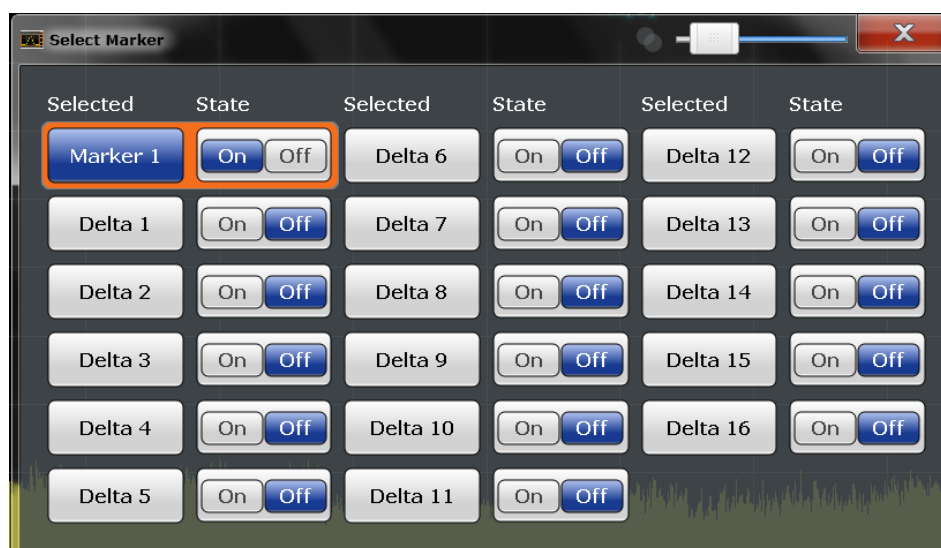 Select Marker
Selected State Selected State Selected State
Marker 1 On Off Delta 6 On Off Delta 12 On Off
Delta 1 On Off Delta 7 On Off Delta 13 On Off
Delta 2 On Off Delta 8 On Off Delta 14 On Off
Delta 3 On Off Delta 9 On Off Delta 15 On Off
Delta 4 On Off Delta 10 On Off Delta 16 On Off
Delta 5 On Off Delta 11 On Off